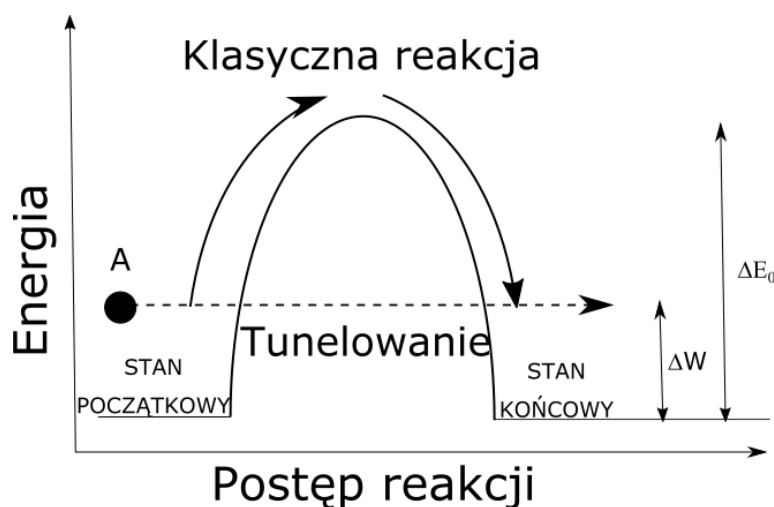 Klasyczna reakcja
Energia
A
ΔE₀
Tunelowanie
STAN
POCZĄTKOWY
STAN
KOŃCOWY
ΔW
Postęp reakcji